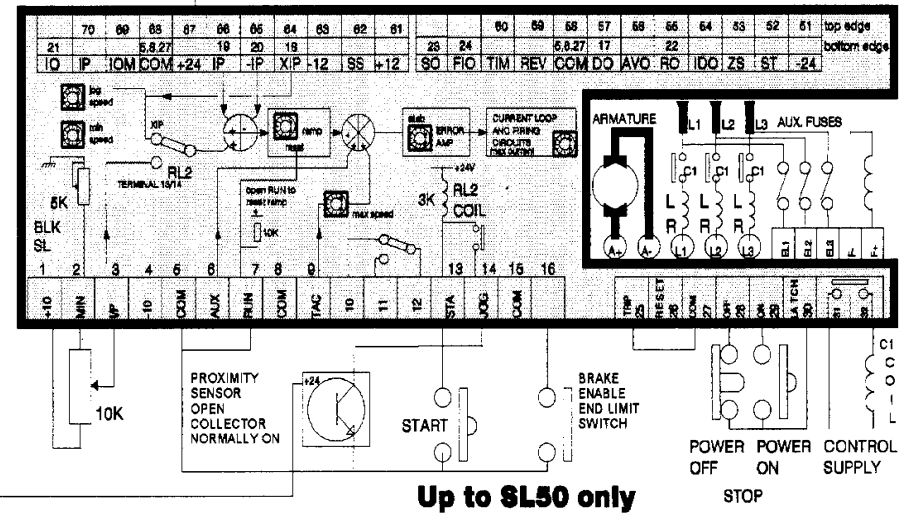 70 69 68 67 66 65 64 63 62 61 60 59 58 57 56 55 54 53 52 51 top edge
21 5,8,27 19 20 18 23 24 5,8,27 17 22 bottom edge
IO IP IOM COM +24 IP -IP XIP -12 SS +12 SO FIO TIM REV COM DO AVO RO IDO ZS ST -24
jog speed
min speed
XIP
RL2
TERMINAL 13/14
+ -
ramp
reset
open RUN to
reset ramp
10K
max speed
stab
ERROR
AMP
CURRENT LOOP
AND FIRING
CIRCUITS
max current
+24V
3K
RL2
COIL
5K
BLK
SL
ARMATURE
L1 L2 L3 AUX. FUSES
C1 C1 C1
L L L
R R R
A+ A- L1 L2 L3 EL1 EL2 EL3 F- F+
1 2 3 4 5 6 7 8 9 10 11 12 13 14 15 16
+10 MIN IP -10 COM AUX RUN COM TAC STA JOG COM
TRIP 25 RESET 26 COM 27 OFF 28 ON 29 LATCH 30 31 32
10K
PROXIMITY
SENSOR
OPEN
COLLECTOR
NORMALLY ON
+24
START
BRAKE
ENABLE
END LIMIT
SWITCH
POWER
OFF
POWER
ON
STOP
CONTROL
SUPPLY
C1
COIL
Up to SL50 only